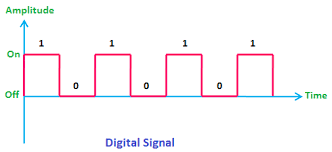 Amplitude
1 1 1 1
On
0 0 0
Off
Time
Digital Signal